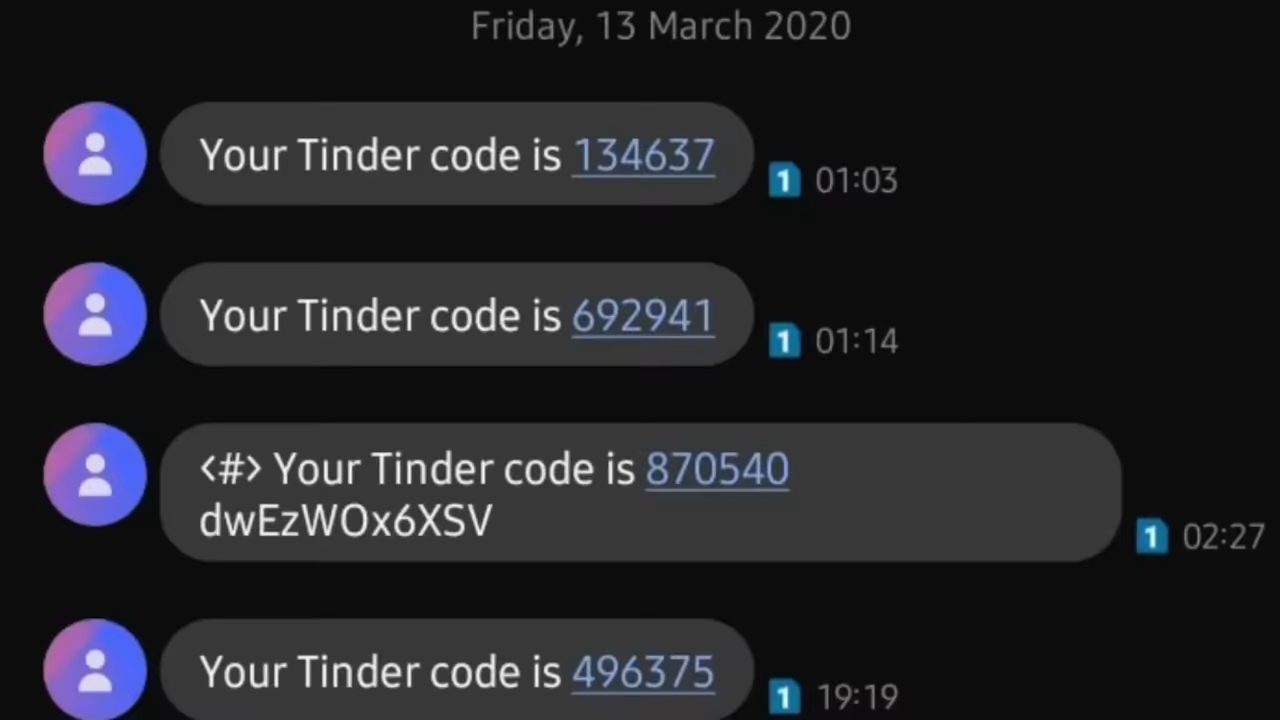 Friday, 13 March 2020
Your Tinder code is 134637
1 01:03
Your Tinder code is 692941
1 01:14
<#> Your Tinder code is 870540
dwEzWOx6XSV
1 02:27
Your Tinder code is 496375
1 19:19